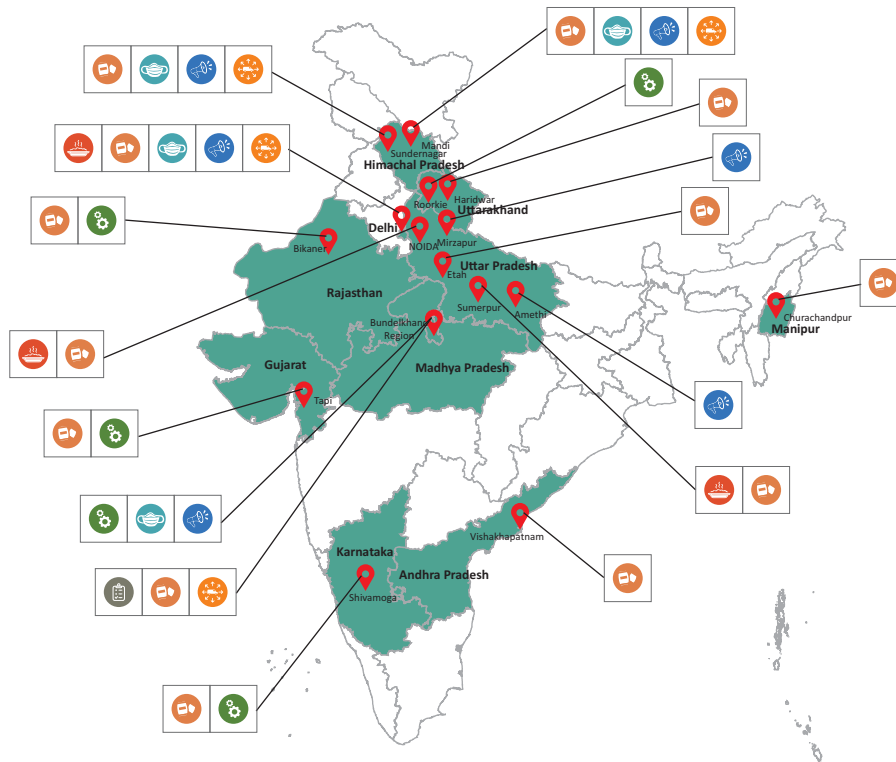 Mandi
Sundernagar
Himachal Pradesh
Roorkie
Haridwar
Uttarakhand
Delhi
NOIDA
Mirzapur
Bikaner
Etah
Uttar Pradesh
Rajasthan
Sumerpur
Amethi
Churachandpur
Manipur
Bundelkhand
Region
Gujarat
Madhya Pradesh
Tapi
Vishakhapatnam
Karnataka
Andhra Pradesh
Shivamoga